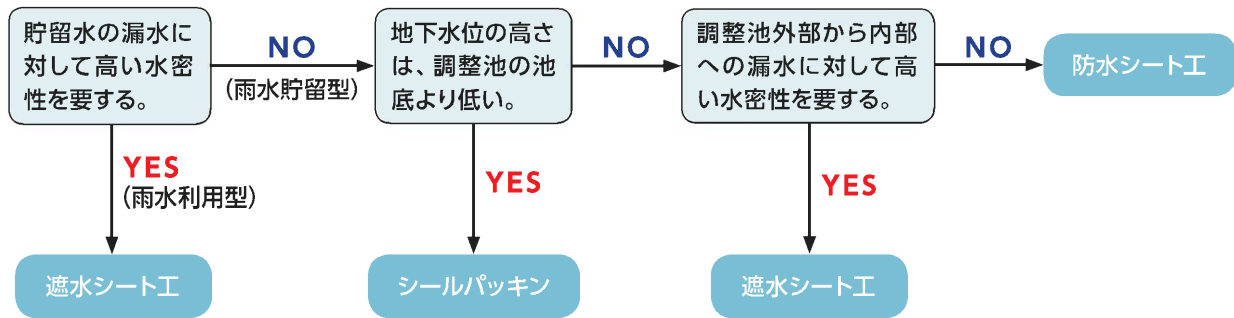 貯留水の漏水に
対して高い水密
性を要する。
NO
(雨水貯留型)
地下水位の高さ
は、調整池の池
底より低い。
NO
調整池外部から内部
への漏水に対して高
い水密性を要する。
NO
防水シート工
YES
(雨水利用型)
YES
YES
遮水シート工
シールパッキン
遮水シート工